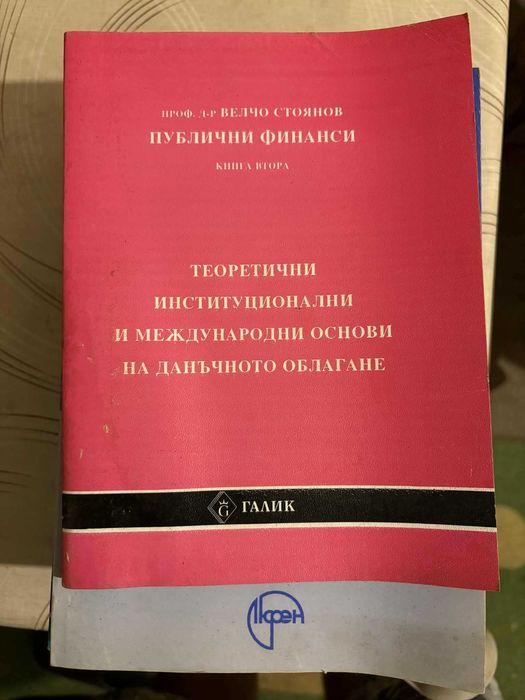 ПРОФ. Д-Р ВЕЛЧО СТОЯНОВ
ПУБЛИЧНИ ФИНАНСИ
КНИГА ВТОРА
ТЕОРЕТИЧНИ
ИНСТИТУЦИОНАЛНИ
И МЕЖДУНАРОДНИ ОСНОВИ
НА ДАНЪЧНОТО ОБЛАГАНЕ
G ГАЛИК